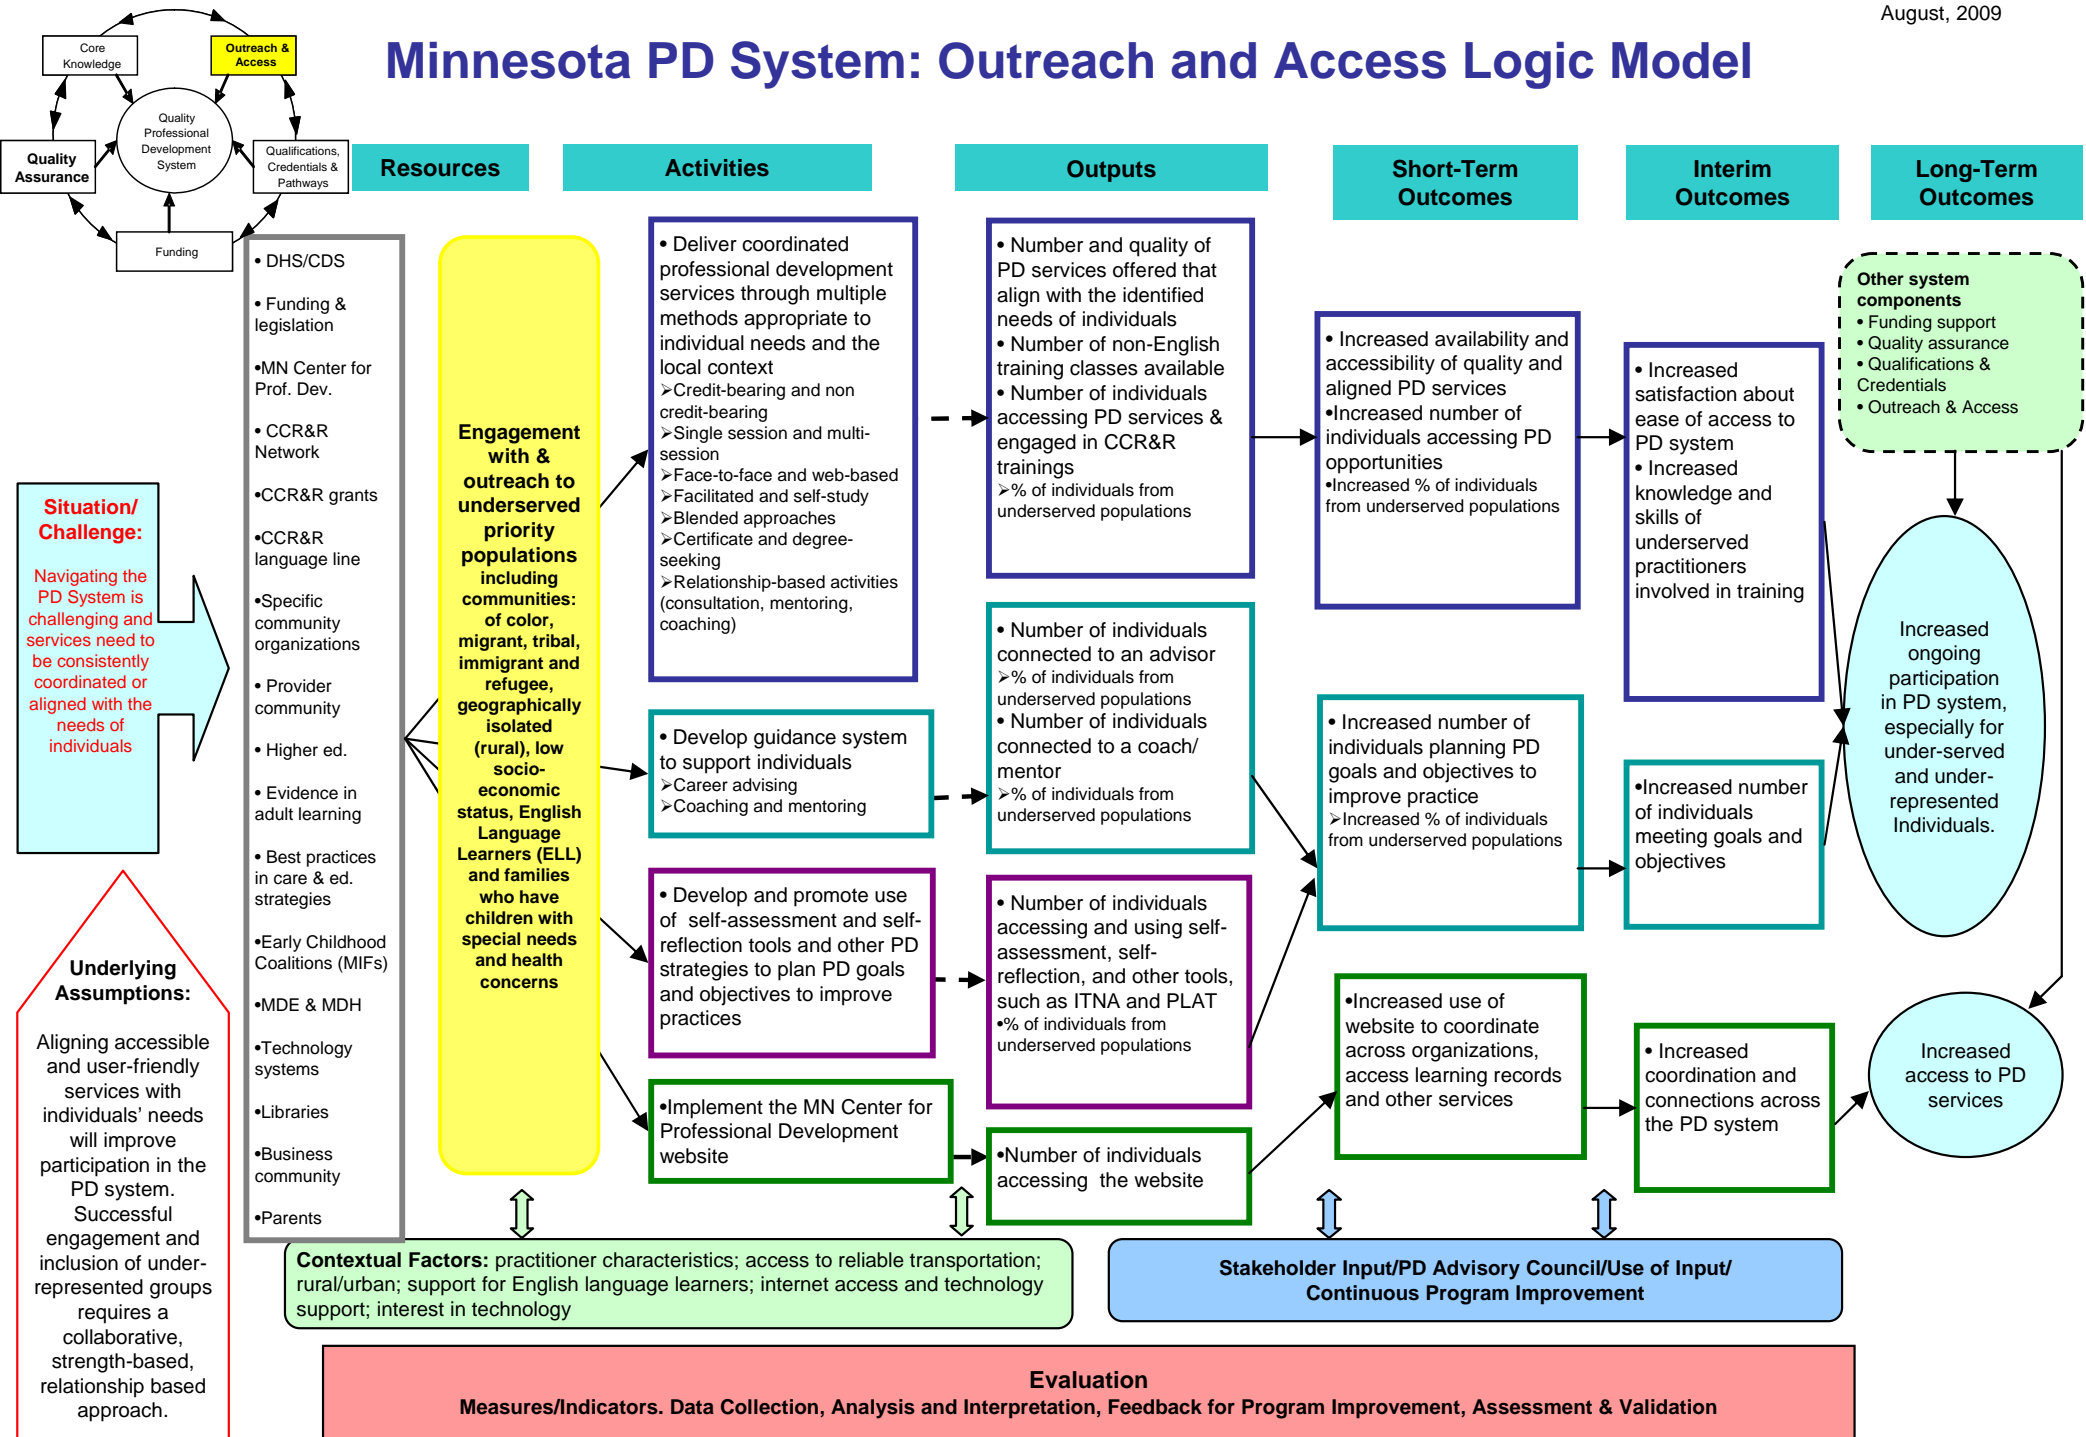 August, 2009
Minnesota PD System: Outreach and Access Logic Model
Core
Knowledge
Outreach &
Access
Quality
Professional
Development
System
Quality
Assurance
Qualifications,
Credentials &
Pathways
Funding
Resources
Activities
Outputs
Short-Term
Outcomes
Interim
Outcomes
Long-Term
Outcomes
Situation/
Challenge:
Navigating the
PD System is
challenging and
services need to
be consistently
coordinated or
aligned with the
needs of
individuals
Underlying
Assumptions:
Aligning accessible
and user-friendly
services with
individuals’ needs
will improve
participation in the
PD system.
Successful
engagement and
inclusion of under-
represented groups
requires a
collaborative,
strength-based,
relationship based
approach.
• DHS/CDS
• Funding &
legislation
•MN Center for
Prof. Dev.
• CCR&R
Network
•CCR&R grants
•CCR&R
language line
•Specific
community
organizations
• Provider
community
• Higher ed.
• Evidence in
adult learning
• Best practices
in care & ed.
strategies
•Early Childhood
Coalitions (MIFs)
•MDE & MDH
•Technology
systems
•Libraries
•Business
community
•Parents
Engagement
with &
outreach to
underserved
priority
populations
including
communities:
of color,
migrant, tribal,
immigrant and
refugee,
geographically
isolated
(rural), low
socio-
economic
status, English
Language
Learners (ELL)
and families
who have
children with
special needs
and health
concerns
• Deliver coordinated
professional development
services through multiple
methods appropriate to
individual needs and the
local context
➢Credit-bearing and non
credit-bearing
➢Single session and multi-
session
➢Face-to-face and web-based
➢Facilitated and self-study
➢Blended approaches
➢Certificate and degree-
seeking
➢Relationship-based activities
(consultation, mentoring,
coaching)
• Develop guidance system
to support individuals
➢Career advising
➢Coaching and mentoring
• Develop and promote use
of self-assessment and self-
reflection tools and other PD
strategies to plan PD goals
and objectives to improve
practices
•Implement the MN Center for
Professional Development
website
• Number and quality of
PD services offered that
align with the identified
needs of individuals
• Number of non-English
training classes available
• Number of individuals
accessing PD services &
engaged in CCR&R
trainings
➢% of individuals from
underserved populations
• Number of individuals
connected to an advisor
➢% of individuals from
underserved populations
• Number of individuals
connected to a coach/
mentor
➢% of individuals from
underserved populations
• Number of individuals
accessing and using self-
assessment, self-
reflection, and other tools,
such as ITNA and PLAT
•% of individuals from
underserved populations
•Number of individuals
accessing the website
• Increased availability and
accessibility of quality and
aligned PD services
•Increased number of
individuals accessing PD
opportunities
•Increased % of individuals
from underserved populations
• Increased number of
individuals planning PD
goals and objectives to
improve practice
➢Increased % of individuals
from underserved populations
•Increased use of
website to coordinate
across organizations,
access learning records
and other services
• Increased
satisfaction about
ease of access to
PD system
• Increased
knowledge and
skills of
underserved
practitioners
involved in training
•Increased number
of individuals
meeting goals and
objectives
• Increased
coordination and
connections across
the PD system
Other system
components
• Funding support
• Quality assurance
• Qualifications &
Credentials
• Outreach & Access
Increased
ongoing
participation
in PD system,
especially for
under-served
and under-
represented
Individuals.
Increased
access to PD
services
Contextual Factors: practitioner characteristics; access to reliable transportation;
rural/urban; support for English language learners; internet access and technology
support; interest in technology
Stakeholder Input/PD Advisory Council/Use of Input/
Continuous Program Improvement
Evaluation
Measures/Indicators. Data Collection, Analysis and Interpretation, Feedback for Program Improvement, Assessment & Validation